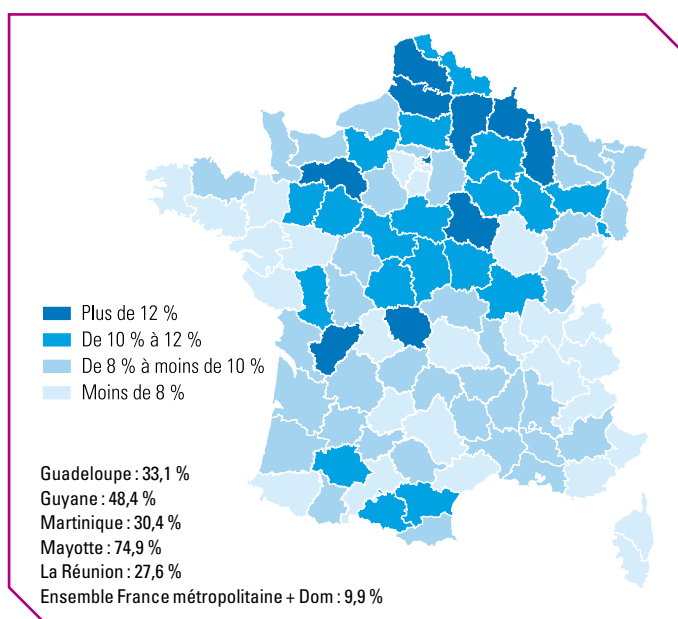 Plus de 12 %
De 10 % à 12 %
De 8 % à moins de 10 %
Moins de 8 %
Guadeloupe : 33,1 %
Guyane : 48,4 %
Martinique : 30,4 %
Mayotte : 74,9 %
La Réunion : 27,6 %
Ensemble France métropolitaine + Dom : 9,9 %